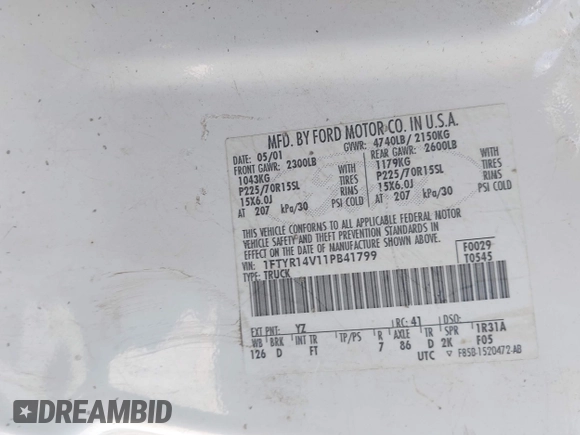 MFD. BY FORD MOTOR CO. IN U.S.A.
DATE: 05/01 GVWR: 4740LB/ 2150KG
FRONT GAWR: 2300LB REAR GAWR: 2600LB
1043KG WITH 1179KG WITH
P225/70R15SL TIRES P225/70R15SL TIRES
15X6.0J RIMS 15X6.0J RIMS
AT 207 kPa/30 PSI COLD AT 207 kPa/30 PSI COLD
THIS VEHICLE CONFORMS TO ALL APPLICABLE FEDERAL MOTOR
VEHICLE SAFETY STANDARDS IN
EFFECT ON THE DATE OF MANUFACTURE SHOWN ABOVE.
VIN: 1FTYR14V11PB41799 F0029
TYPE: TRUCK T0545
EXT PNT: YZ RC: 41 DSO:
WB BRK INT TR TP/PS R AXLE TR SPR 1R31A
126 D FT 7 86 D 2K F05
UTC F85B-1520472-AB
DREAMBID